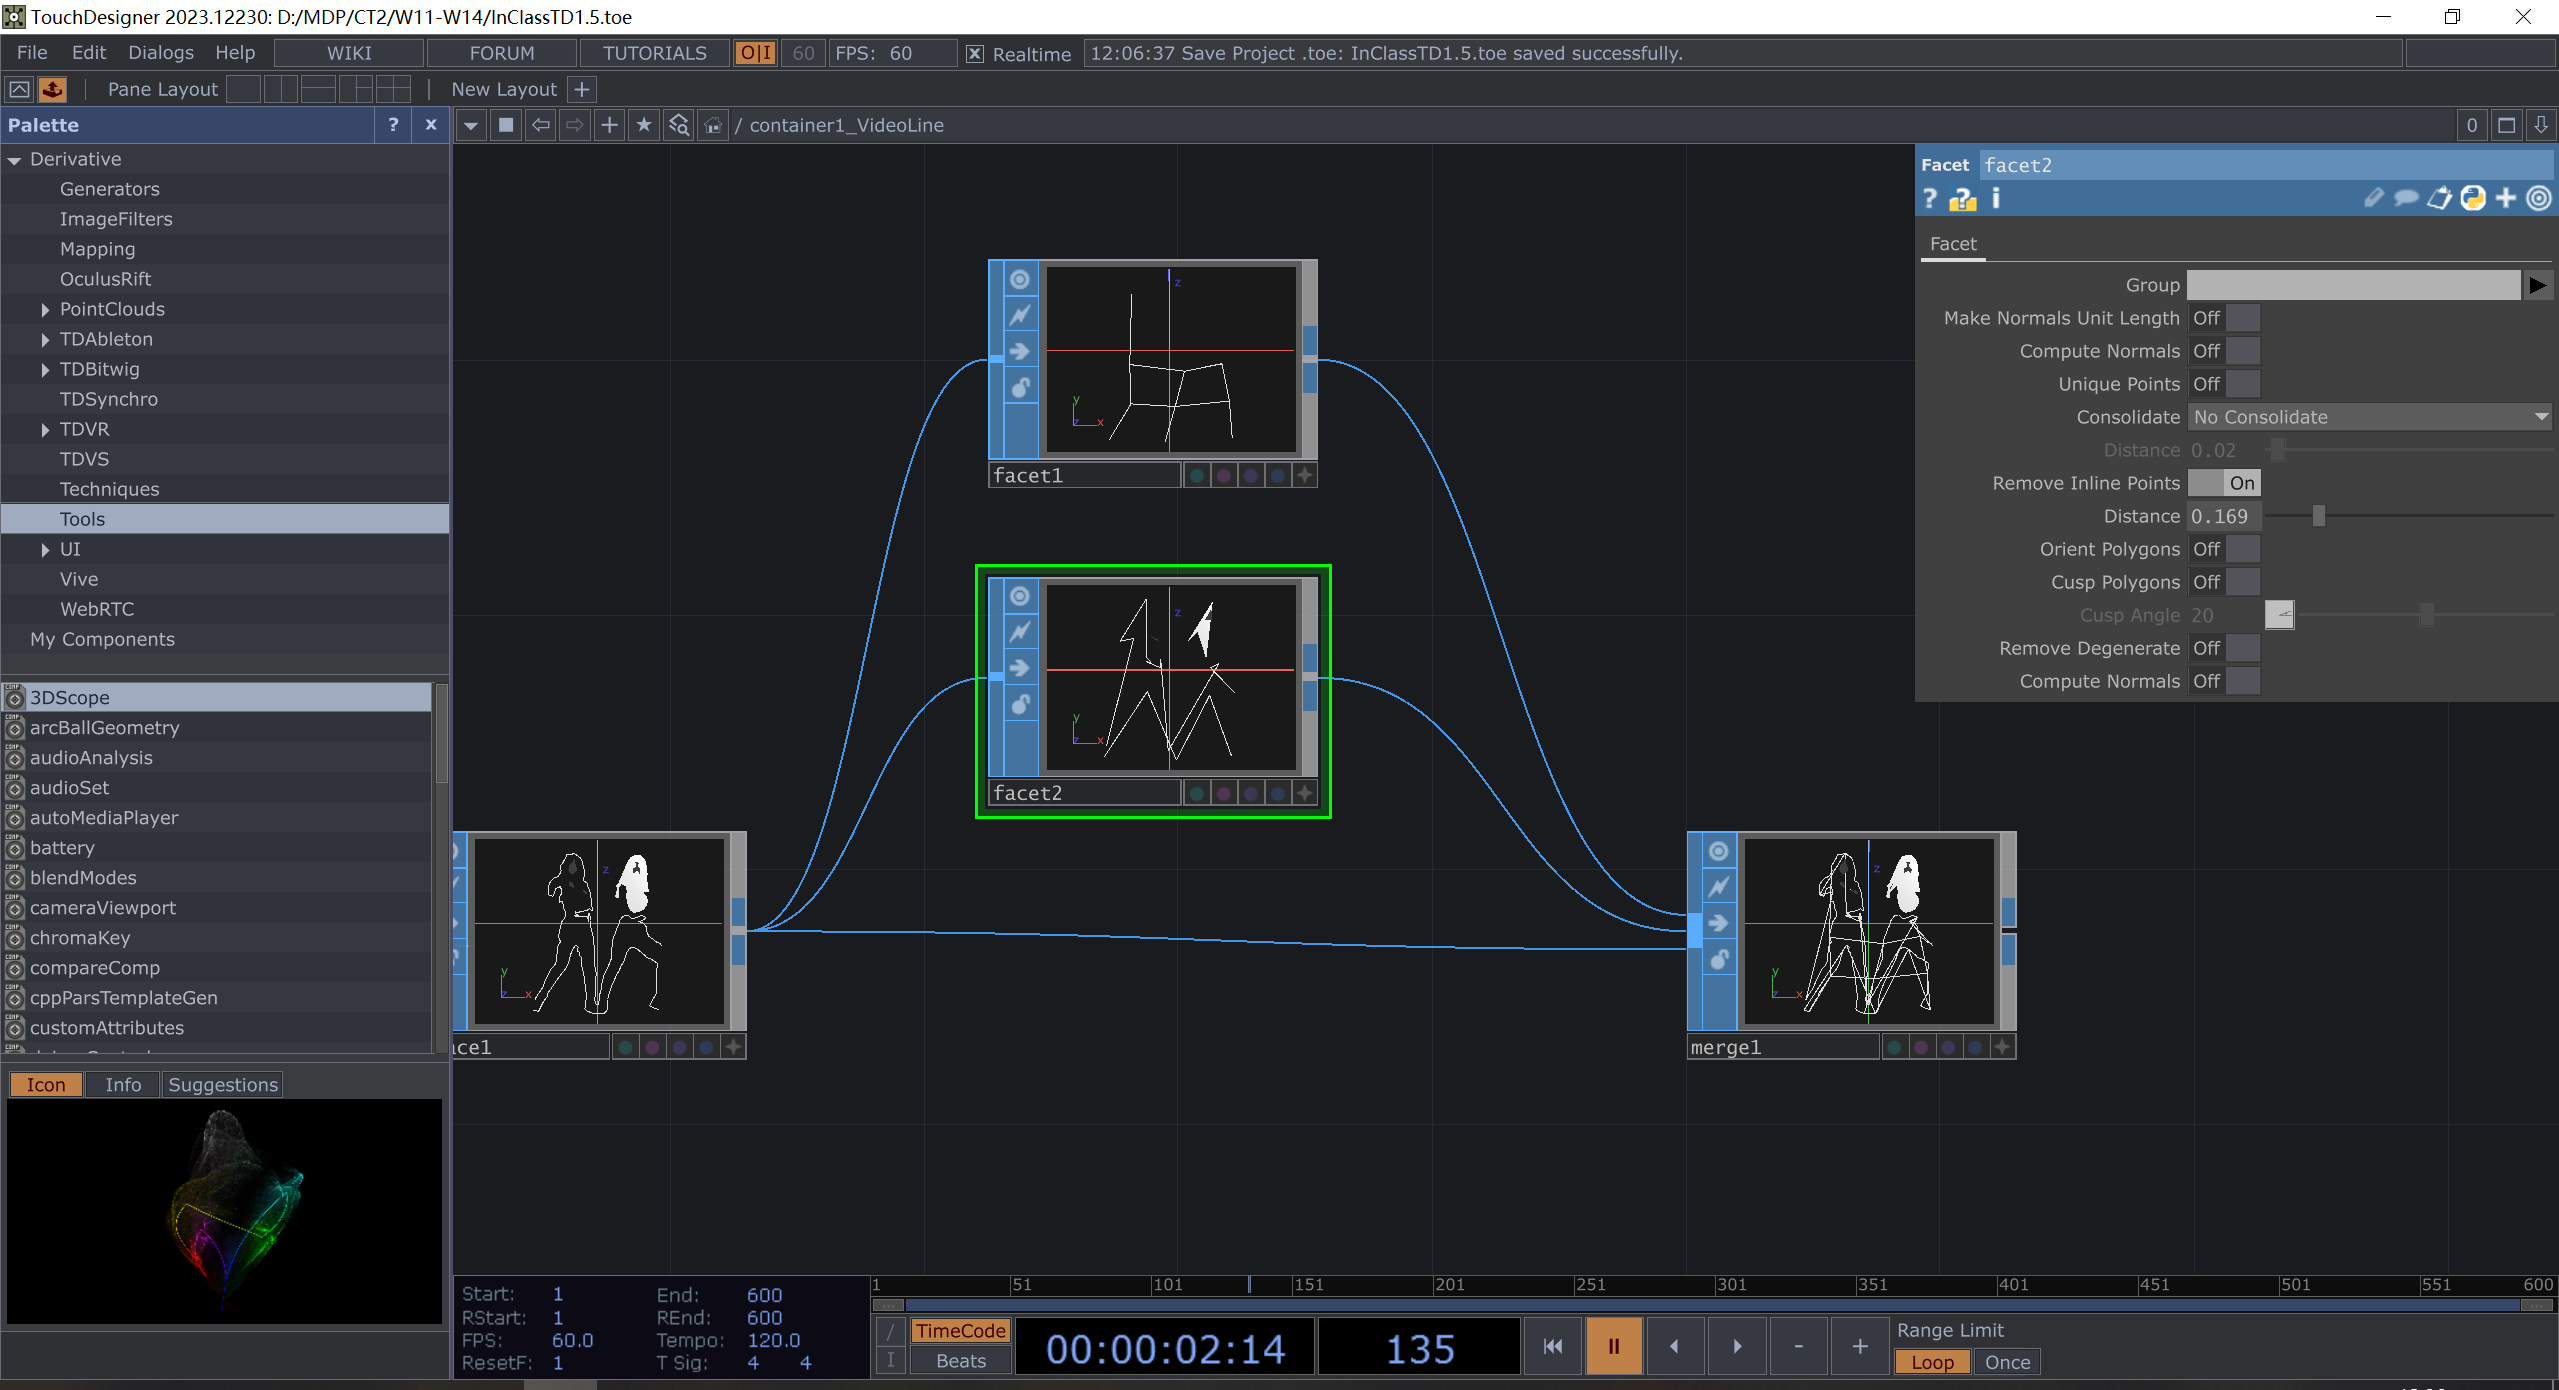 TouchDesigner 2023.12230: D:/MDP/CT2/W11-W14/InClassTD1.5.toe
File Edit Dialogs Help WIKI FORUM TUTORIALS O|I 60 FPS: 60 Realtime 12:06:37 Save Project .toe: InClassTD1.5.toe saved successfully.
Pane Layout New Layout +
Palette ? x / container1_VideoLine 0
Derivative
Generators
ImageFilters
Mapping
OculusRift
PointClouds
TDAbleton
TDBitwig
TDSynchro
TDVR
TDVS
Techniques
Tools
UI
Vive
WebRTC
My Components
3DScope
arcBallGeometry
audioAnalysis
audioSet
autoMediaPlayer
battery
blendModes
cameraViewport
chromaKey
compareComp
cppParsTemplateGen
customAttributes
Icon Info Suggestions
z
y
x
facet1
z
y
x
facet2
z
y
x
ace1
z
y
x
merge1
Facet facet2
? ? i
Facet
Group
Make Normals Unit Length Off
Compute Normals Off
Unique Points Off
Consolidate No Consolidate
Distance 0.02
Remove Inline Points On
Distance 0.169
Orient Polygons Off
Cusp Polygons Off
Cusp Angle 20
Remove Degenerate Off
Compute Normals Off
1 51 101 151 201 251 301 351 401 451 501 551 600
Start: 1 End: 600
RStart: 1 REnd: 600
FPS: 60.0 Tempo: 120.0
ResetF: 1 T Sig: 4 4
/ TimeCode
I Beats
00:00:02:14 135 - +
Range Limit
Loop Once